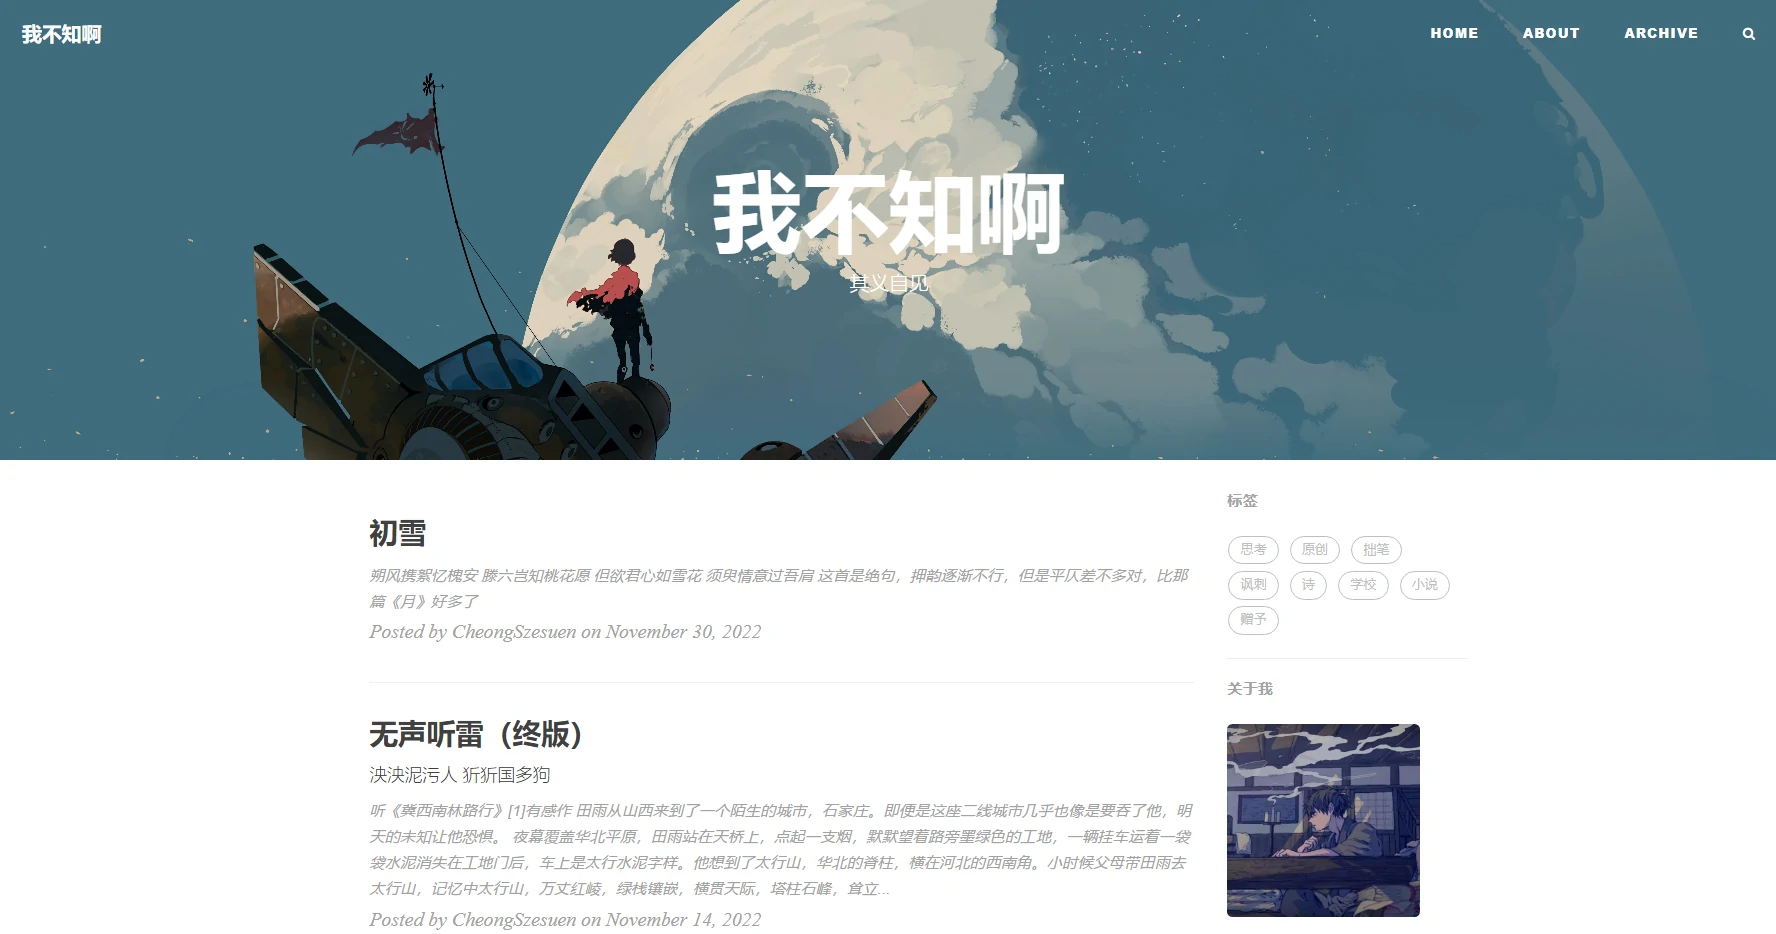 我不知啊
HOME ABOUT ARCHIVE
我不知啊
其义自见
初雪
朔风携絮忆槐安 滕六岂知桃花愿 但欲君心如雪花 须臾情意过吾肩 这首是绝句，押韵逐渐不行，但是平仄差不多对，比那
篇《月》好多了
Posted by CheongSzesuen on November 30, 2022
无声听雷（终版）
泱泱泥污人 狾狾国多狗
听《冀西南林路行》[1]有感作 田雨从山西来到了一个陌生的城市，石家庄。即便是这座二线城市几乎也像是要吞了他，明
天的未知让他恐惧。 夜幕覆盖华北平原，田雨站在天桥上，点起一支烟，默默望着路旁墨绿色的工地，一辆挂车运着一袋
袋水泥消失在工地门后，车上是太行水泥字样。他想到了太行山，华北的脊柱，横在河北的西南角。小时候父母带田雨去
太行山，记忆中太行山，万丈红崚，绿栈镶嵌，横贯天际，塔柱石峰，耸立...
Posted by CheongSzesuen on November 14, 2022
标签
思考 原创 拙笔
讽刺 诗 学校 小说
赠予
关于我